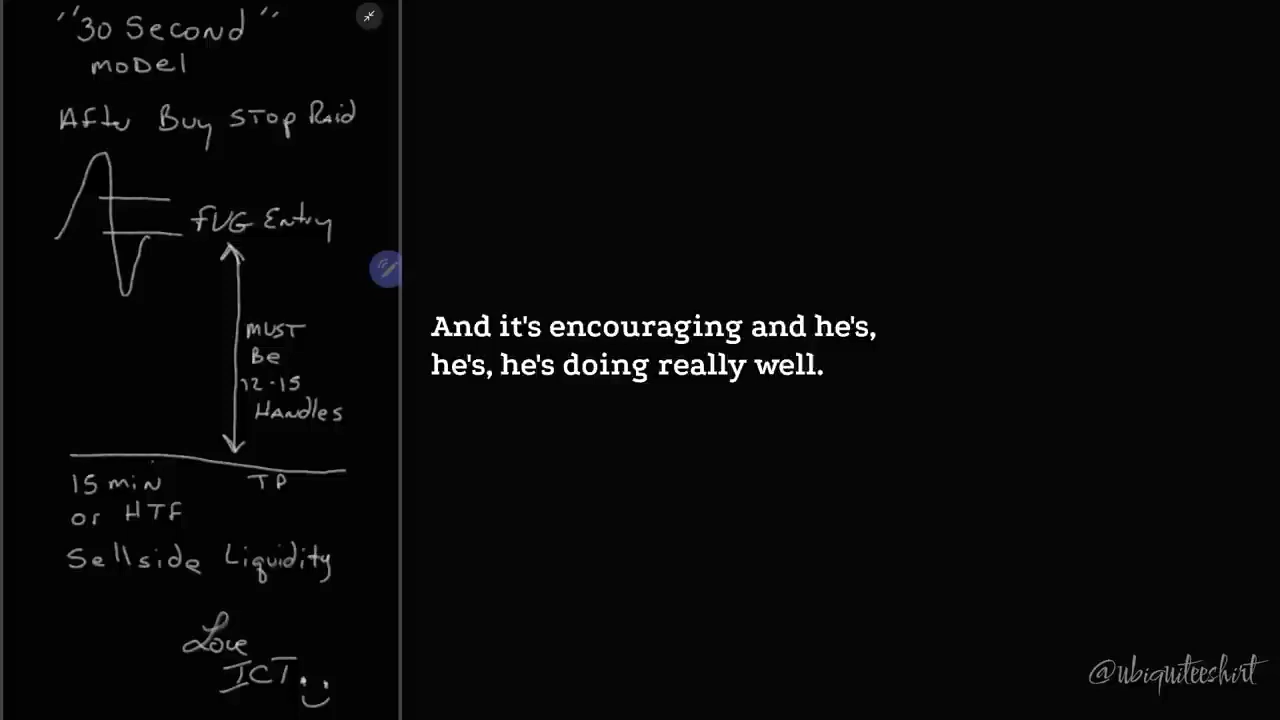 "30 Second"
model
After Buy Stop Raid
FVG Entry
MUST
Be
12-15
HANDles
15 min
TP
or HTF
Sellside Liquidity
Love
ICT
And it's encouraging and he's,
he's, he's doing really well.
@ubiquiteeshirt